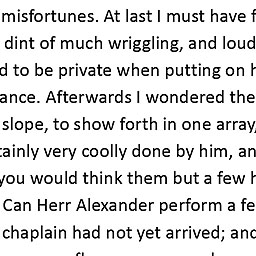 misfortunes. At last I must have f
dint of much wriggling, and loud
d to be private when putting on h
ance. Afterwards I wondered the
slope, to show forth in one array,
tainly very coolly done by him, an
you would think them but a few h
Can Herr Alexander perform a fe
chaplain had not yet arrived; and